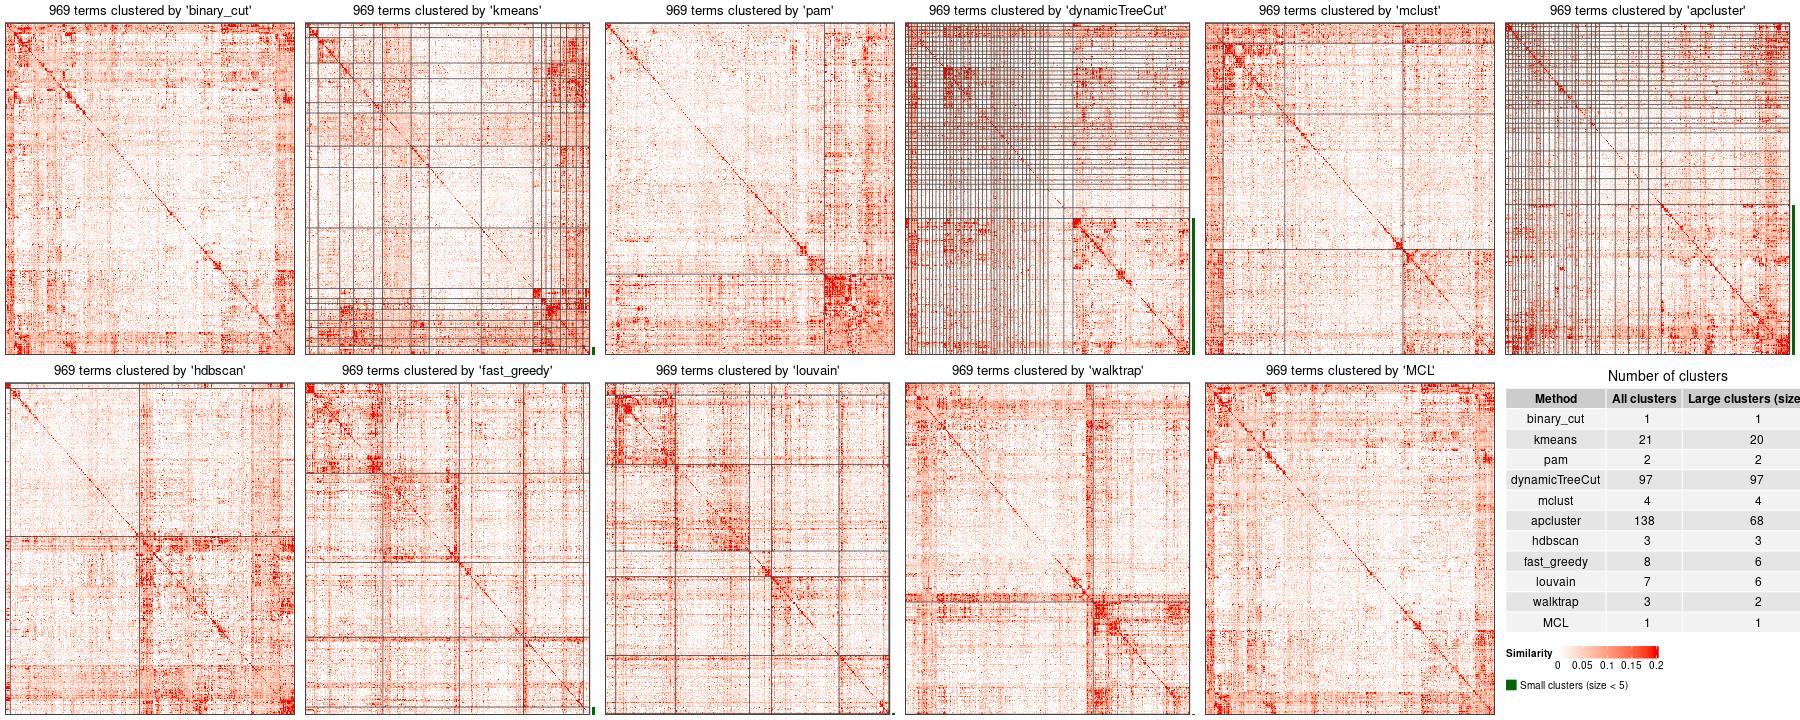 969 terms clustered by 'binary_cut'
969 terms clustered by 'kmeans'
969 terms clustered by 'pam'
969 terms clustered by 'dynamicTreeCut'
969 terms clustered by 'mclust'
969 terms clustered by 'apcluster'
969 terms clustered by 'hdbscan'
969 terms clustered by 'fast_greedy'
969 terms clustered by 'louvain'
969 terms clustered by 'walktrap'
969 terms clustered by 'MCL'
Number of clusters
Method All clusters Large clusters (size
binary_cut 1 1
kmeans 21 20
pam 2 2
dynamicTreeCut 97 97
mclust 4 4
apcluster 138 68
hdbscan 3 3
fast_greedy 8 6
louvain 7 6
walktrap 3 2
MCL 1 1
Similarity
0 0.05 0.1 0.15 0.2
Small clusters (size < 5)